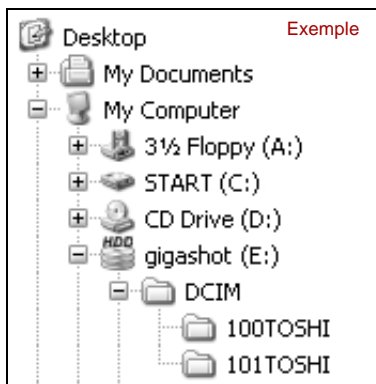 Desktop
Exemple
My Documents
My Computer
3½ Floppy (A:)
START (C:)
CD Drive (D:)
HDD
gigashot (E:)
DCIM
100TOSHI
101TOSHI